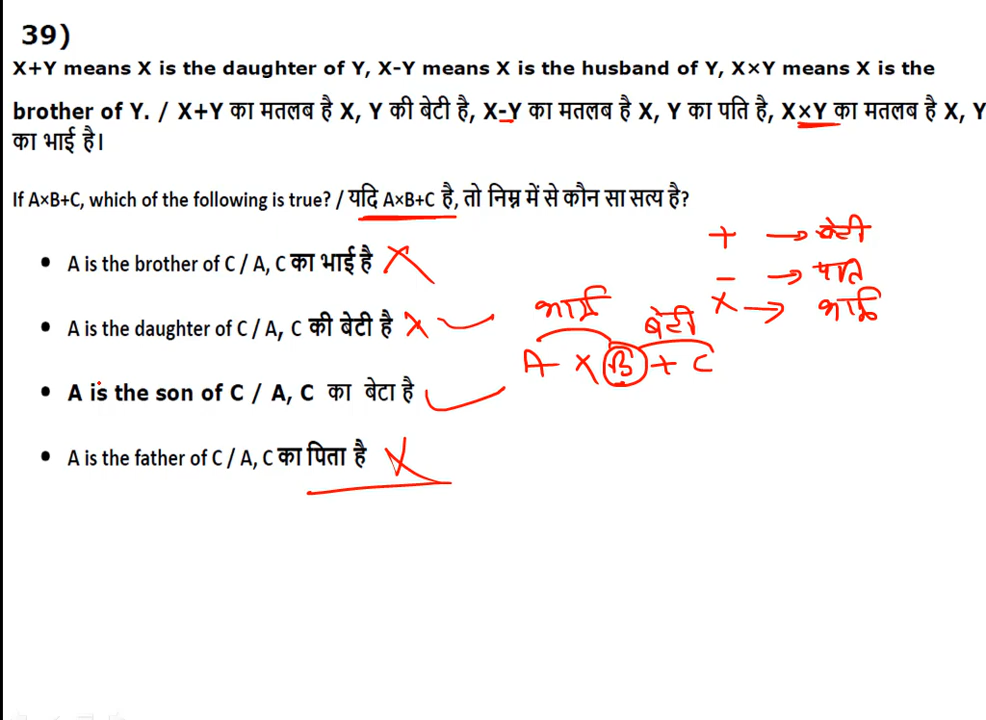 39)
X+Y means X is the daughter of Y, X-Y means X is the husband of Y, X×Y means X is the
brother of Y. / X+Y का मतलब है X, Y की बेटी है, X-Y का मतलब है X, Y का पति है, X×Y का मतलब है X, Y
का भाई है।
If A×B+C, which of the following is true? / यदि A×B+C है, तो निम्न में से कौन सा सत्य है?
+ → बेटी
• A is the brother of C / A, C का भाई है ×
- → पति
× → भाई
भाई बेटी
• A is the daughter of C / A, C की बेटी है ×
A × B + C
• A is the son of C / A, C का बेटा है
• A is the father of C / A, C का पिता है ×